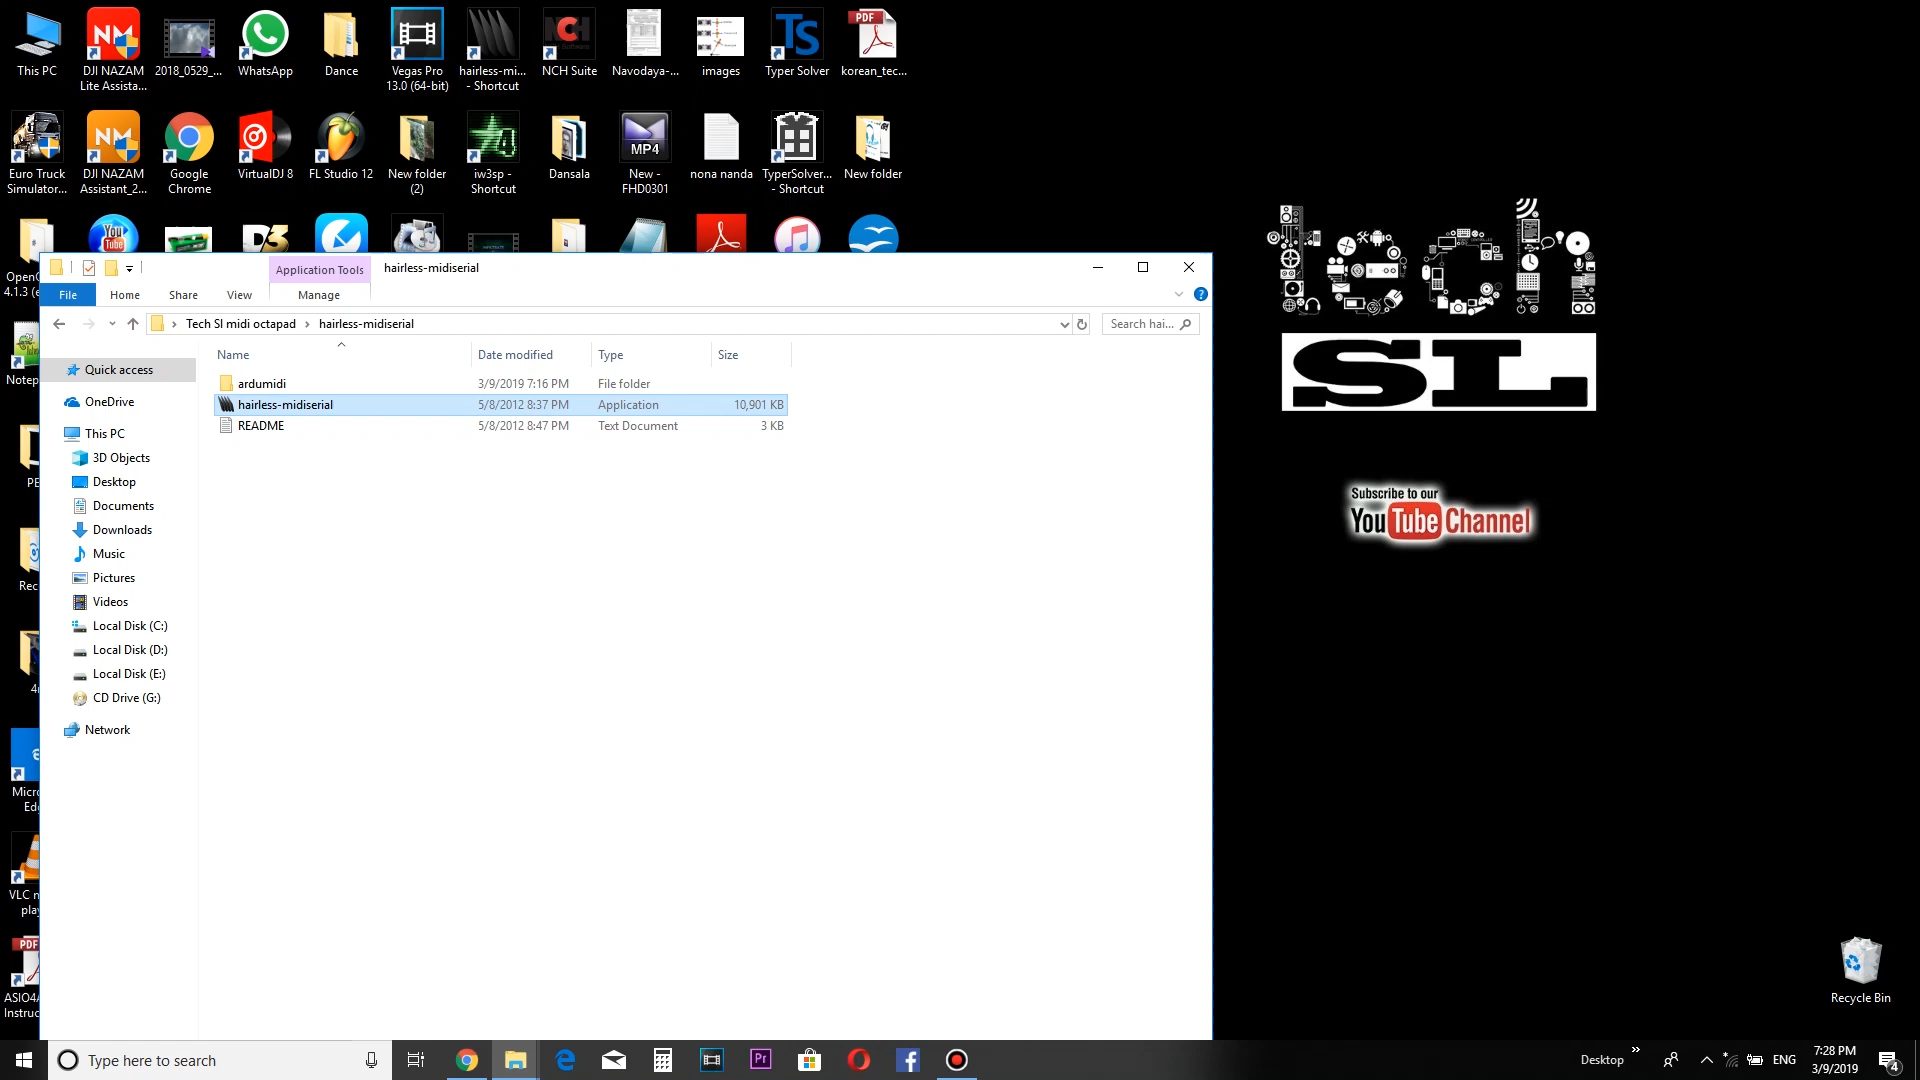 This PC
DJI NAZAM
Lite Assista...
2018_0529_...
WhatsApp
Dance
Vegas Pro
13.0 (64-bit)
hairless-mi...
- Shortcut
NCH Suite
Navodaya-...
images
Typer Solver
korean_tec...
Euro Truck
Simulator...
DJI NAZAM
Assistant_2...
Google
Chrome
VirtualDJ 8
FL Studio 12
New folder
(2)
iw3sp -
Shortcut
Dansala
MP4
New -
FHD0301
nona nanda
TyperSolver...
- Shortcut
New folder
tech
SL
Subscribe to our
YouTube Channel
Application Tools
hairless-midiserial
File
Home
Share
View
Manage
Tech Sl midi octapad
hairless-midiserial
Search hai...
Name
Date modified
Type
Size
ardumidi
3/9/2019 7:16 PM
File folder
hairless-midiserial
5/8/2012 8:37 PM
Application
10,901 KB
README
5/8/2012 8:47 PM
Text Document
3 KB
Quick access
OneDrive
This PC
3D Objects
Desktop
Documents
Downloads
Music
Pictures
Videos
Local Disk (C:)
Local Disk (D:)
Local Disk (E:)
CD Drive (G:)
Network
Recycle Bin
Type here to search
Desktop
ENG
7:28 PM
3/9/2019
4